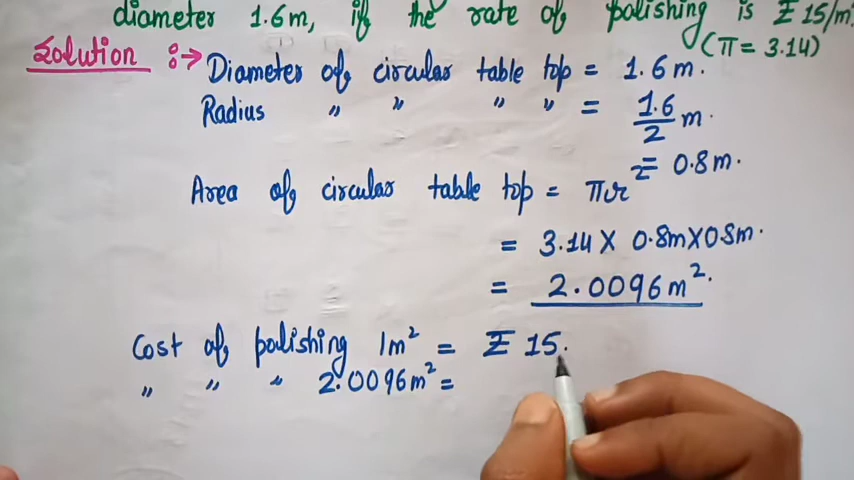 diameter 1.6m, if the rate of polishing is ₹ 15/m²
(π = 3.14)
Solution :→ Diameter of circular table top = 1.6 m.
Radius " " " " = 1.6/2 m.
= 0.8 m.
Area of circular table top = πr²
= 3.14 X 0.8m X 0.8m.
= 2.0096 m².
Cost of polishing 1m² = ₹ 15.
" " " 2.0096m² =